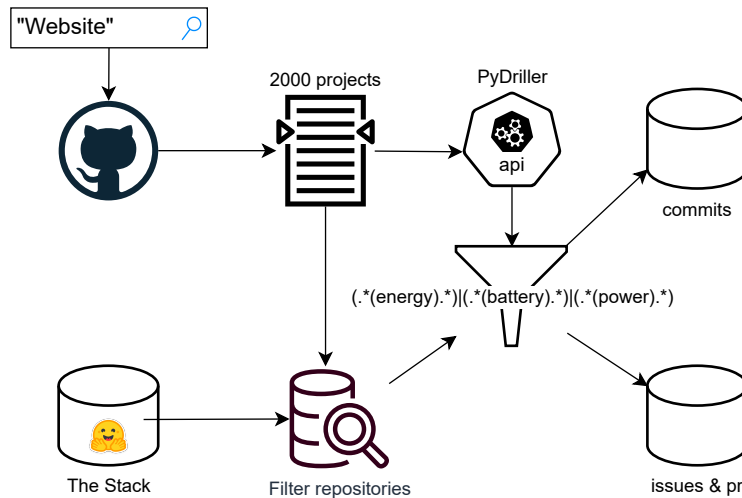 "Website"
2000 projects
PyDriller
api
commits
(.*(energy).*)|(.*(battery).*)|(.*(power).*)
The Stack
Filter repositories
issues & pr